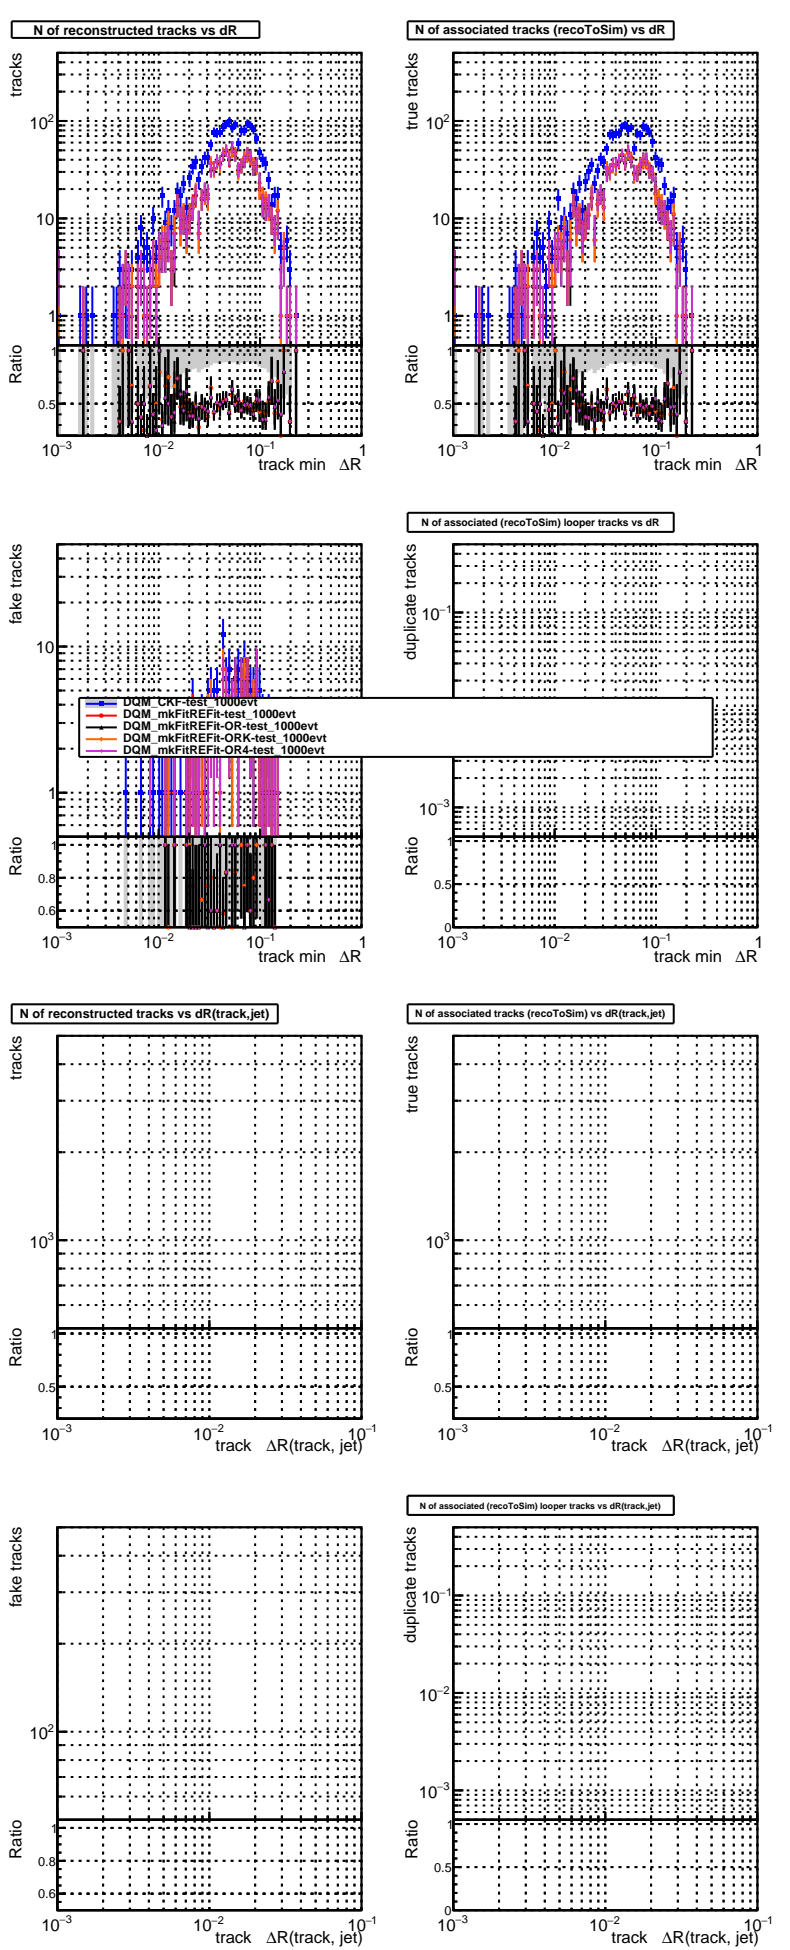 N of reconstructed tracks vs dR
N of associated tracks (recoToSim) vs dR
tracks
10²
10
1
Ratio
1
0.5
10⁻³
10⁻²
10⁻¹
1
track min ΔR
true tracks
10²
10
1
Ratio
1
0.5
10⁻³
10⁻²
10⁻¹
1
track min ΔR
N of associated (recoToSim) looper tracks vs dR
fake tracks
10
1
Ratio
1
0.8
0.6
10⁻³
10⁻²
10⁻¹
1
track min ΔR
duplicate tracks
10⁻¹
10⁻³
Ratio
1
0.5
0
10⁻³
10⁻²
10⁻¹
1
track min ΔR
DQM_CKF-test_1000evt
DQM_mkFitREFit-test_1000evt
DQM_mkFitREFit-OR-test_1000evt
DQM_mkFitREFit-ORK-test_1000evt
DQM_mkFitREFit-OR4-test_1000evt
N of reconstructed tracks vs dR(track,jet)
N of associated tracks (recoToSim) vs dR(track,jet)
tracks
10³
Ratio
1
0.5
10⁻³
10⁻²
10⁻¹
track ΔR(track, jet)
true tracks
10³
Ratio
1
0.5
10⁻³
10⁻²
10⁻¹
track ΔR(track, jet)
N of associated (recoToSim) looper tracks vs dR(track,jet)
fake tracks
10²
Ratio
1
0.8
0.6
10⁻³
10⁻²
10⁻¹
track ΔR(track, jet)
duplicate tracks
10⁻¹
10⁻²
10⁻³
Ratio
1
0.5
0
10⁻³
10⁻²
10⁻¹
track ΔR(track, jet)